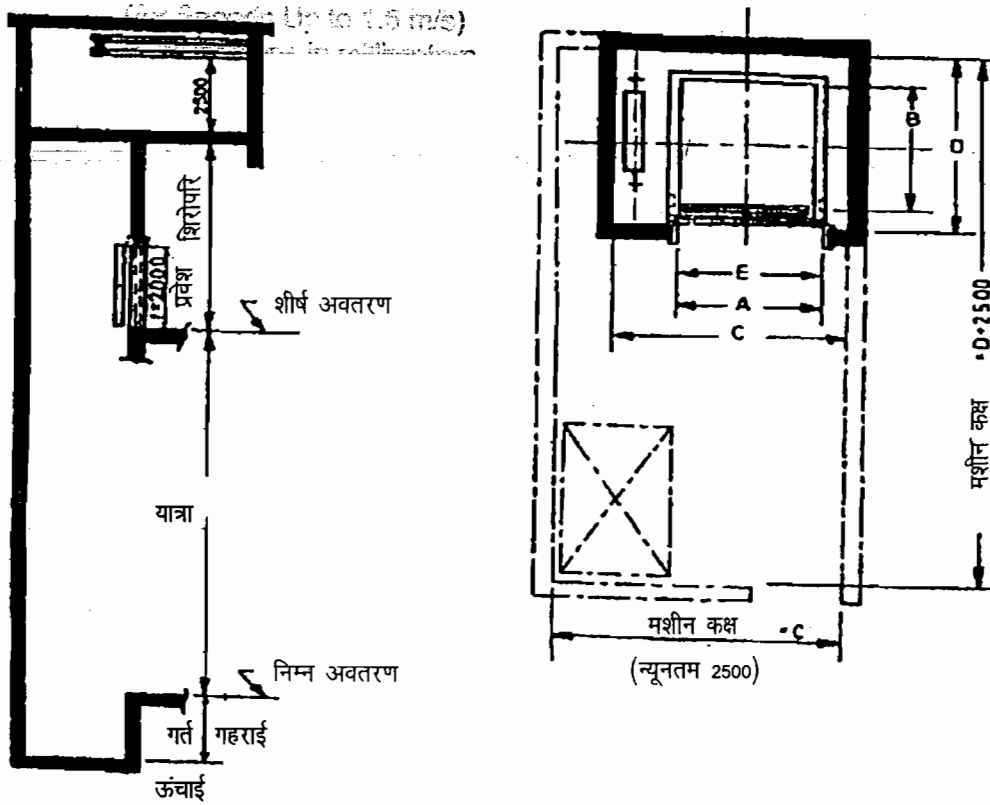 (for Speeds Up to 1.5 m/s)
2500
शिरोपरि
प्रवेश
शीर्ष अवतरण
यात्रा
निम्न अवतरण
गर्त गहराई
ऊंचाई
B
D
E
A
C
मशीन कक्ष *D+2500
मशीन कक्ष *C
(न्यूनतम 2500)